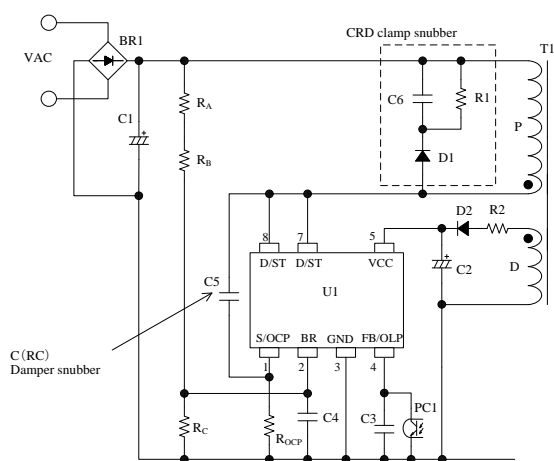 CRD clamp snubber
T1
BR1
VAC
C1
RA
RB
C6
R1
P
D1
D2
R2
8
7
5
D/ST
D/ST
VCC
C5
U1
C2
D
S/OCP
BR
GND
FB/OLP
1
2
3
4
C（RC）
Damper snubber
RC
ROCP
C4
C3
PC1